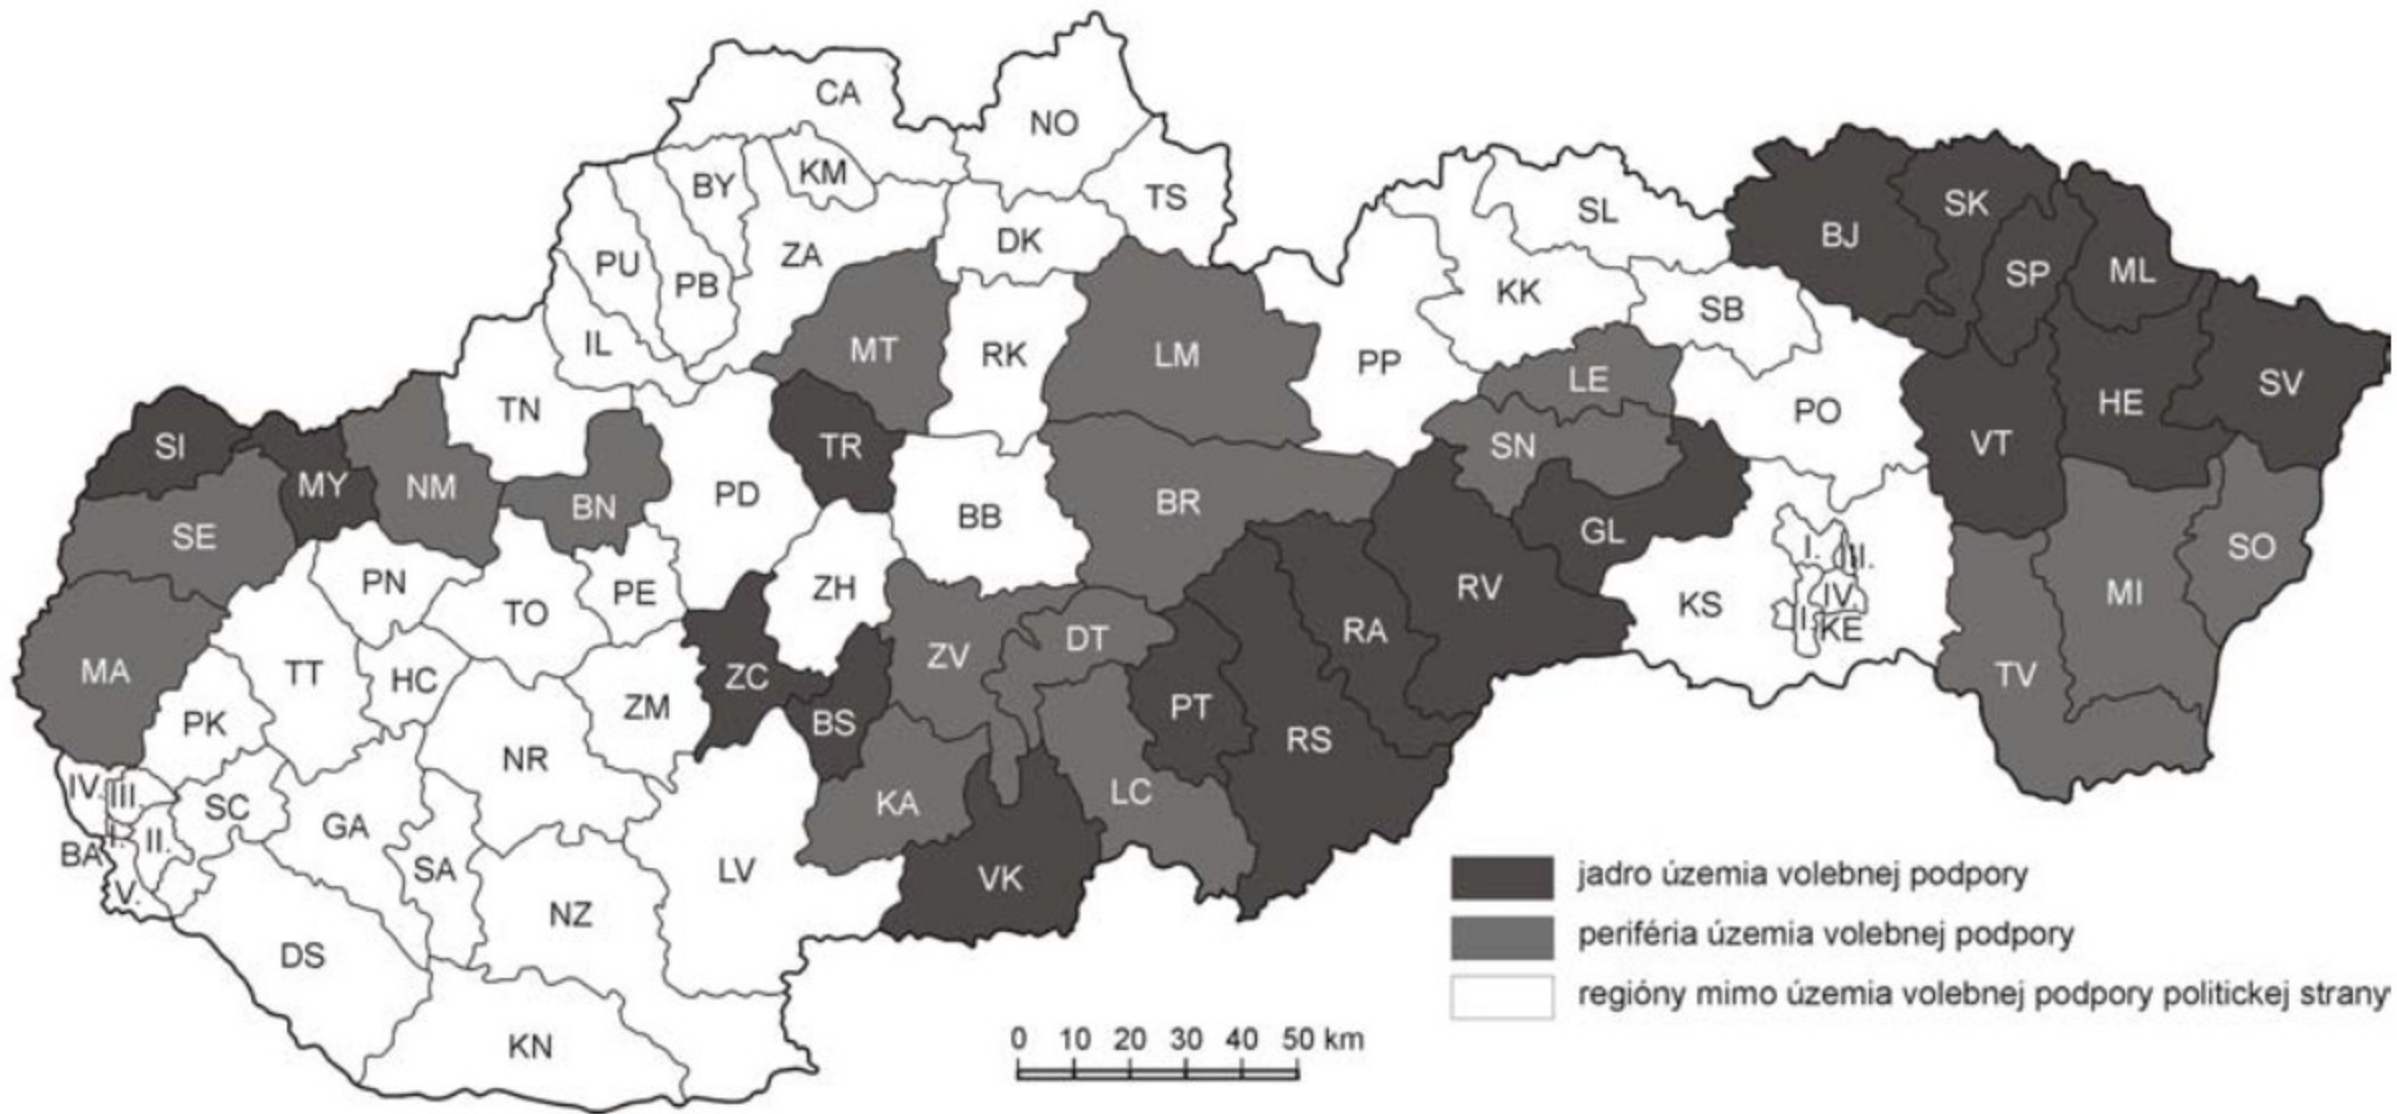 CA
NO
BY
KM
TS
SL
SK
BJ
DK
ZA
PU
PB
KK
SB
SP
ML
IL
MT
RK
LM
PP
LE
SV
TN
PO
HE
SI
TR
SN
VT
MY
NM
BN
PD
BB
BR
SE
GL
I.
III.
SO
PN
PE
ZH
RV
KS
IV.
MI
TO
DT
RA
KE
MA
TT
HC
ZC
ZV
TV
PK
ZM
BS
PT
RS
NR
IV.
III.
SC
KA
LC
GA
I.
II.
BA
SA
LV
VK
V.
NZ
DS
KN
jadro územia volebnej podpory
periféria územia volebnej podpory
regióny mimo územia volebnej podpory politickej strany
0 10 20 30 40 50 km